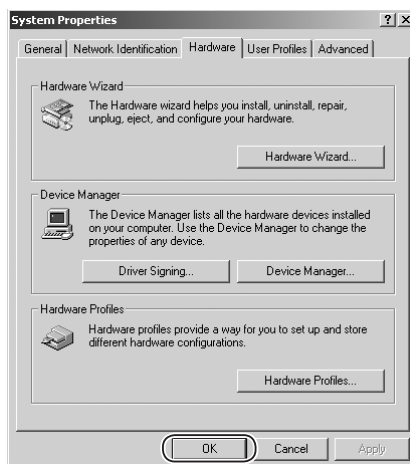 System Properties
? X
General Network Identification Hardware User Profiles Advanced
Hardware Wizard
The Hardware wizard helps you install, uninstall, repair,
unplug, eject, and configure your hardware.
Hardware Wizard...
Device Manager
The Device Manager lists all the hardware devices installed
on your computer. Use the Device Manager to change the
properties of any device.
Driver Signing... Device Manager...
Hardware Profiles
Hardware profiles provide a way for you to set up and store
different hardware configurations.
Hardware Profiles...
OK Cancel Apply